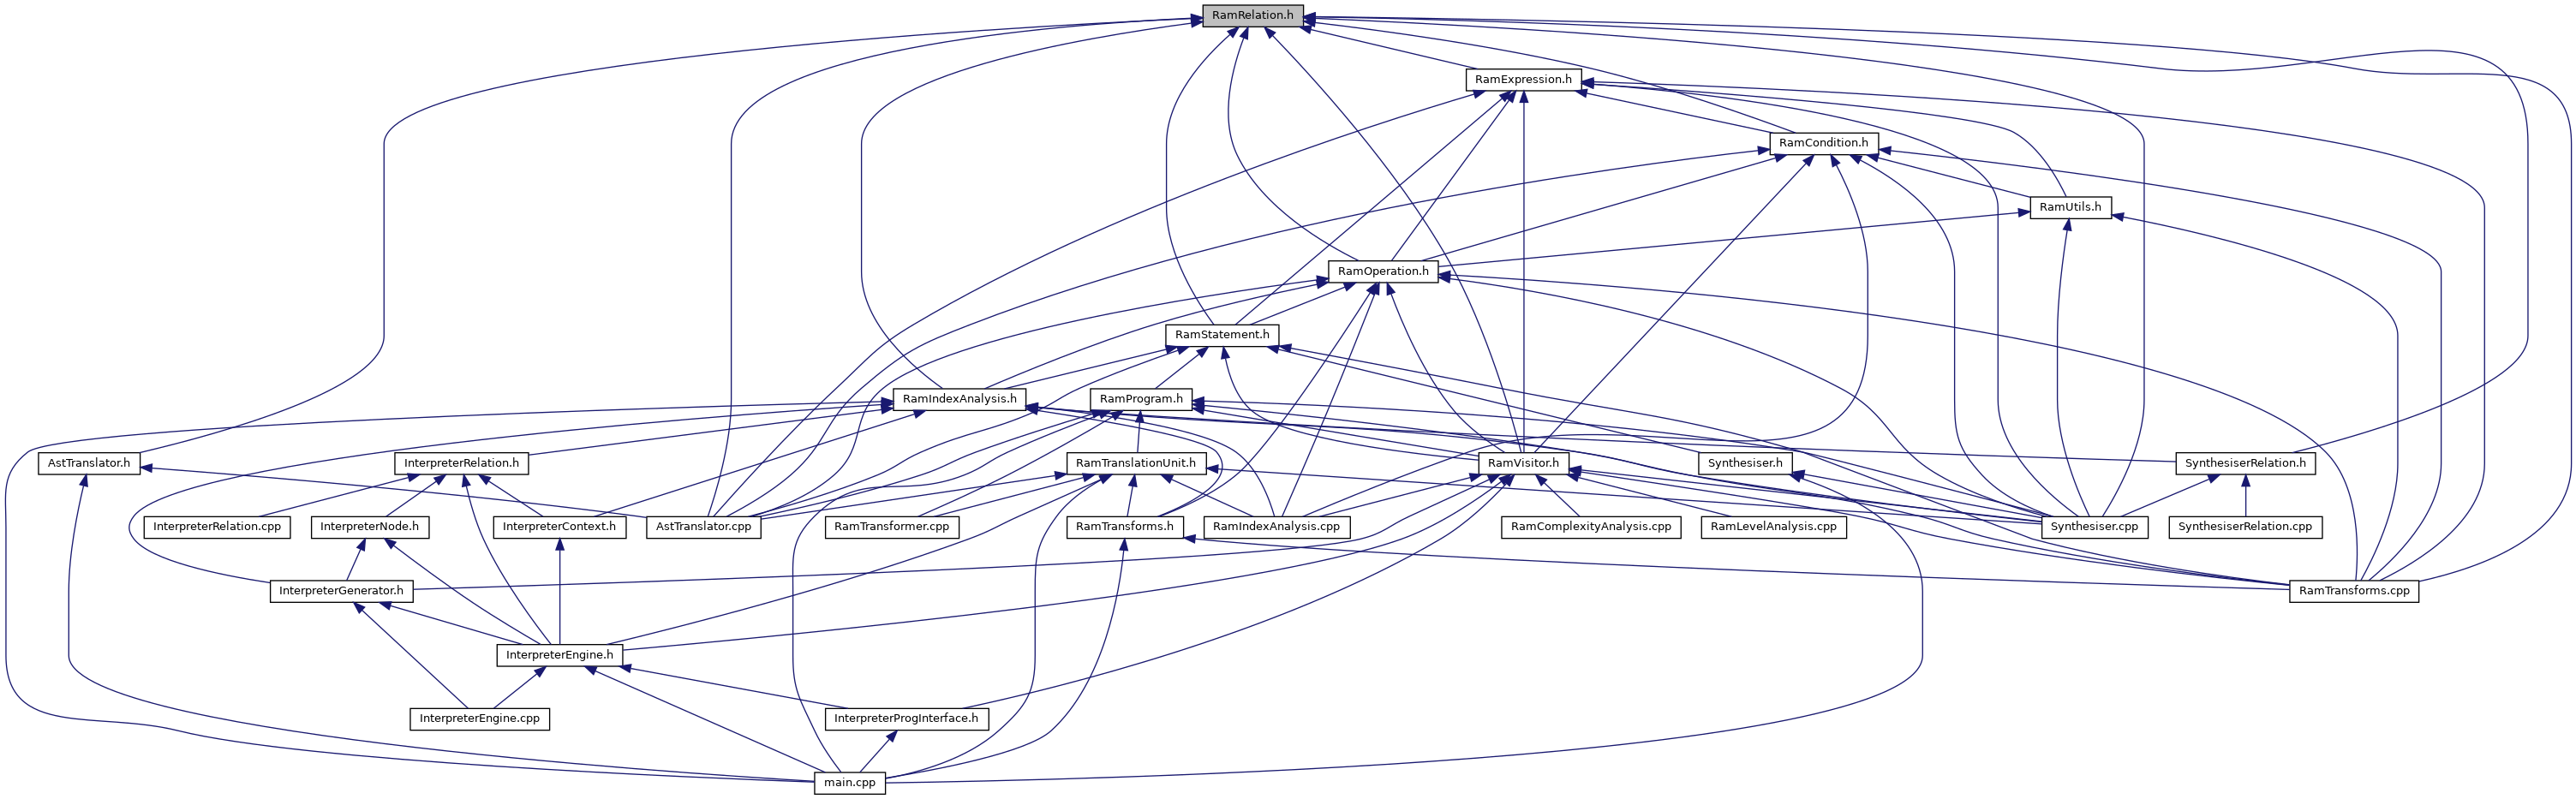 RamRelation.h
RamExpression.h
RamCondition.h
RamUtils.h
RamOperation.h
RamStatement.h
RamIndexAnalysis.h
RamProgram.h
AstTranslator.h
InterpreterRelation.h
RamTranslationUnit.h
RamVisitor.h
Synthesiser.h
SynthesiserRelation.h
InterpreterRelation.cpp
InterpreterNode.h
InterpreterContext.h
AstTranslator.cpp
RamTransformer.cpp
RamTransforms.h
RamIndexAnalysis.cpp
RamComplexityAnalysis.cpp
RamLevelAnalysis.cpp
Synthesiser.cpp
SynthesiserRelation.cpp
InterpreterGenerator.h
RamTransforms.cpp
InterpreterEngine.h
InterpreterEngine.cpp
InterpreterProgInterface.h
main.cpp